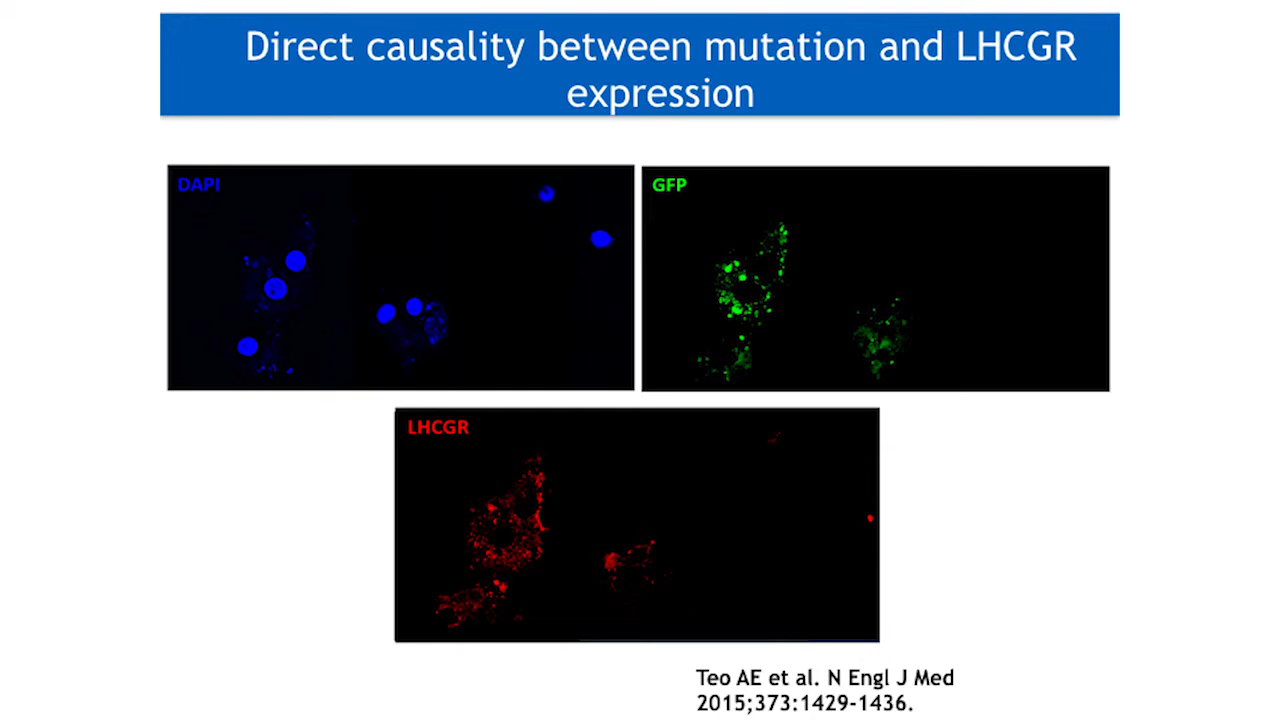 Direct causality between mutation and LHCGR
expression
DAPI
GFP
LHCGR
Teo AE et al. N Engl J Med
2015;373:1429-1436.